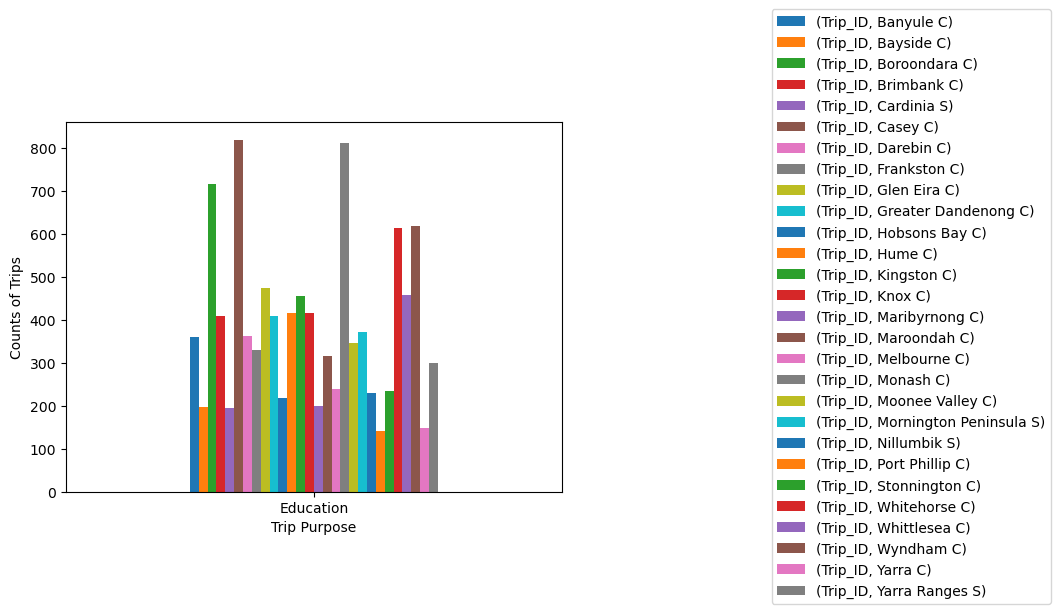 (Trip_ID, Banyule C)
(Trip_ID, Bayside C)
(Trip_ID, Boroondara C)
(Trip_ID, Brimbank C)
(Trip_ID, Cardinia S)
(Trip_ID, Casey C)
(Trip_ID, Darebin C)
(Trip_ID, Frankston C)
(Trip_ID, Glen Eira C)
(Trip_ID, Greater Dandenong C)
(Trip_ID, Hobsons Bay C)
(Trip_ID, Hume C)
(Trip_ID, Kingston C)
(Trip_ID, Knox C)
(Trip_ID, Maribyrnong C)
(Trip_ID, Maroondah C)
(Trip_ID, Melbourne C)
(Trip_ID, Monash C)
(Trip_ID, Moonee Valley C)
(Trip_ID, Mornington Peninsula S)
(Trip_ID, Nillumbik S)
(Trip_ID, Port Phillip C)
(Trip_ID, Stonnington C)
(Trip_ID, Whitehorse C)
(Trip_ID, Whittlesea C)
(Trip_ID, Wyndham C)
(Trip_ID, Yarra C)
(Trip_ID, Yarra Ranges S)
Counts of Trips
800
700
600
500
400
300
200
100
0
Education
Trip Purpose